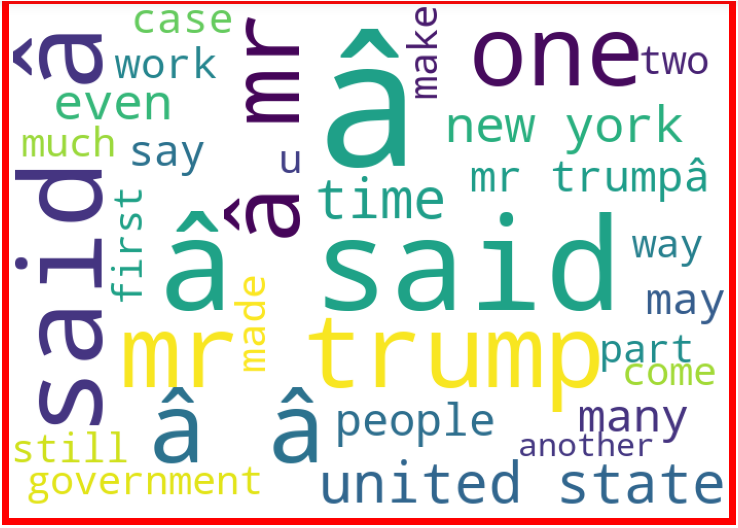 case
work
even
much
say
said â
â mr
u
first
made
â
make
one
two
new york
mr trumpâ
time
â said
way
may
mr trump
part
come
â â
people
many
another
still
government
united state